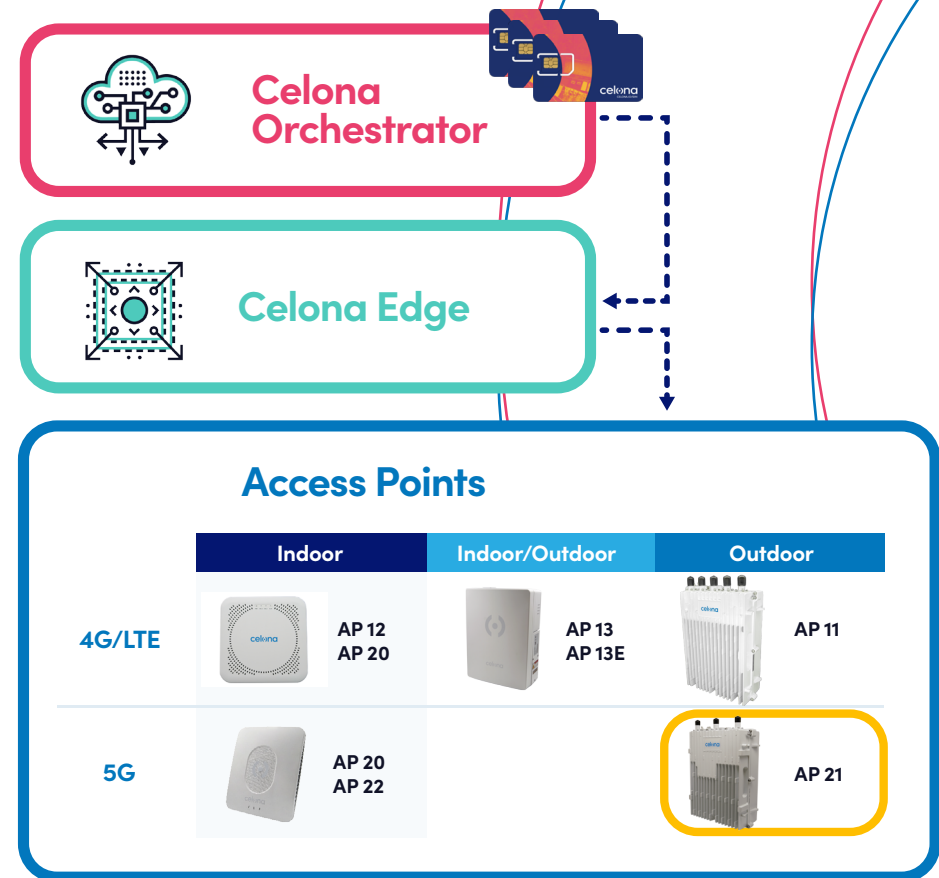 celona
Celona
Orchestrator
Celona Edge
Access Points
Indoor
Indoor/Outdoor
Outdoor
4G/LTE
celona
AP 12
AP 20
AP 13
AP 13E
celona
AP 11
5G
AP 20
AP 22
celona
AP 21